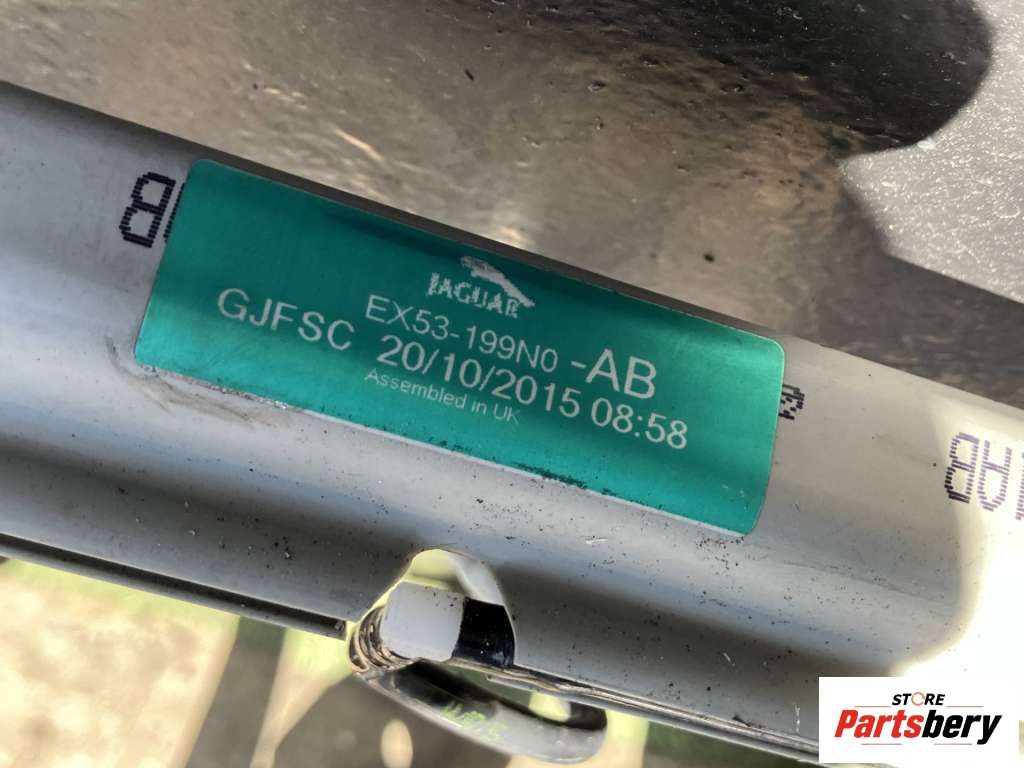 JAGUAR
EX53-199N0 -AB
GJFSC 20/10/2015 08:58
Assembled in UK
STORE
Partsbery